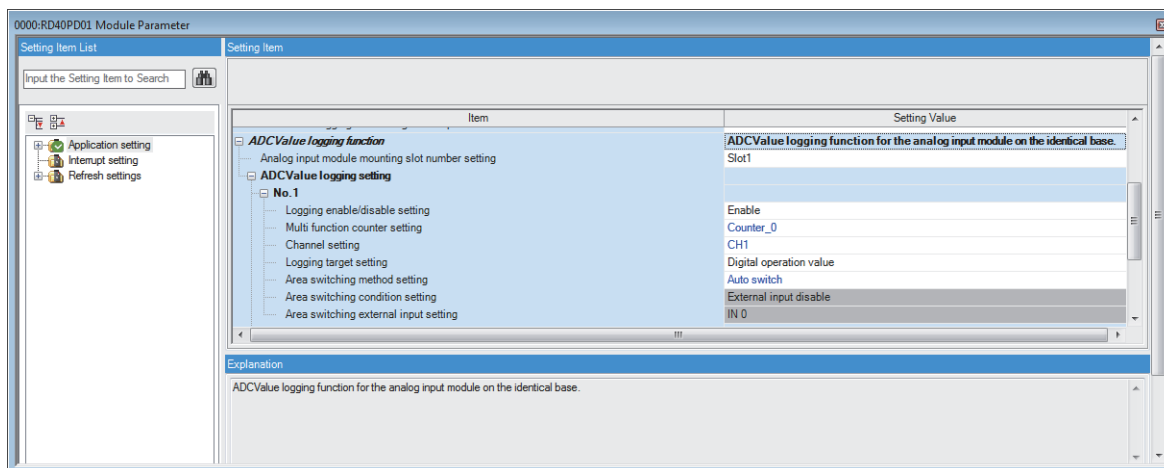 0000:RD40PD01 Module Parameter
Setting Item List
Input the Setting Item to Search
Application setting
Interrupt setting
Refresh settings
Setting Item
Item Setting Value
ADCValue logging function ADCValue logging function for the analog input module on the identical base.
Analog input module mounting slot number setting Slot1
ADCValue logging setting
No.1
Logging enable/disable setting Enable
Multi function counter setting Counter_0
Channel setting CH1
Logging target setting Digital operation value
Area switching method setting Auto switch
Area switching condition setting External input disable
Area switching external input setting IN 0
Explanation
ADCValue logging function for the analog input module on the identical base.